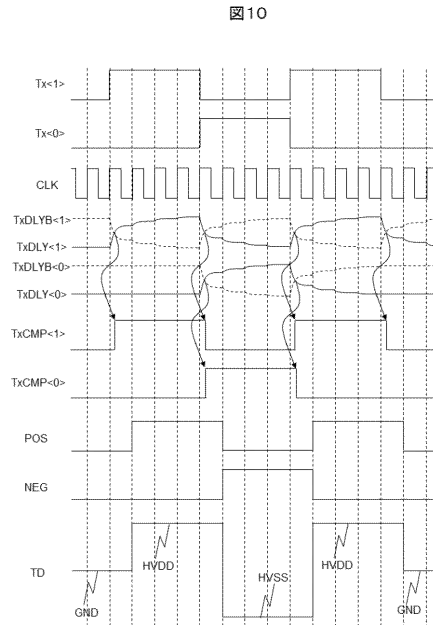 図10
Tx<1>
Tx<0>
CLK
TxDLYB<1>
TxDLY<1>
TxDLYB<0>
TxDLY<0>
TxCMP<1>
TxCMP<0>
POS
NEG
TD
GND
HVDD
HVSS
HVDD
GND